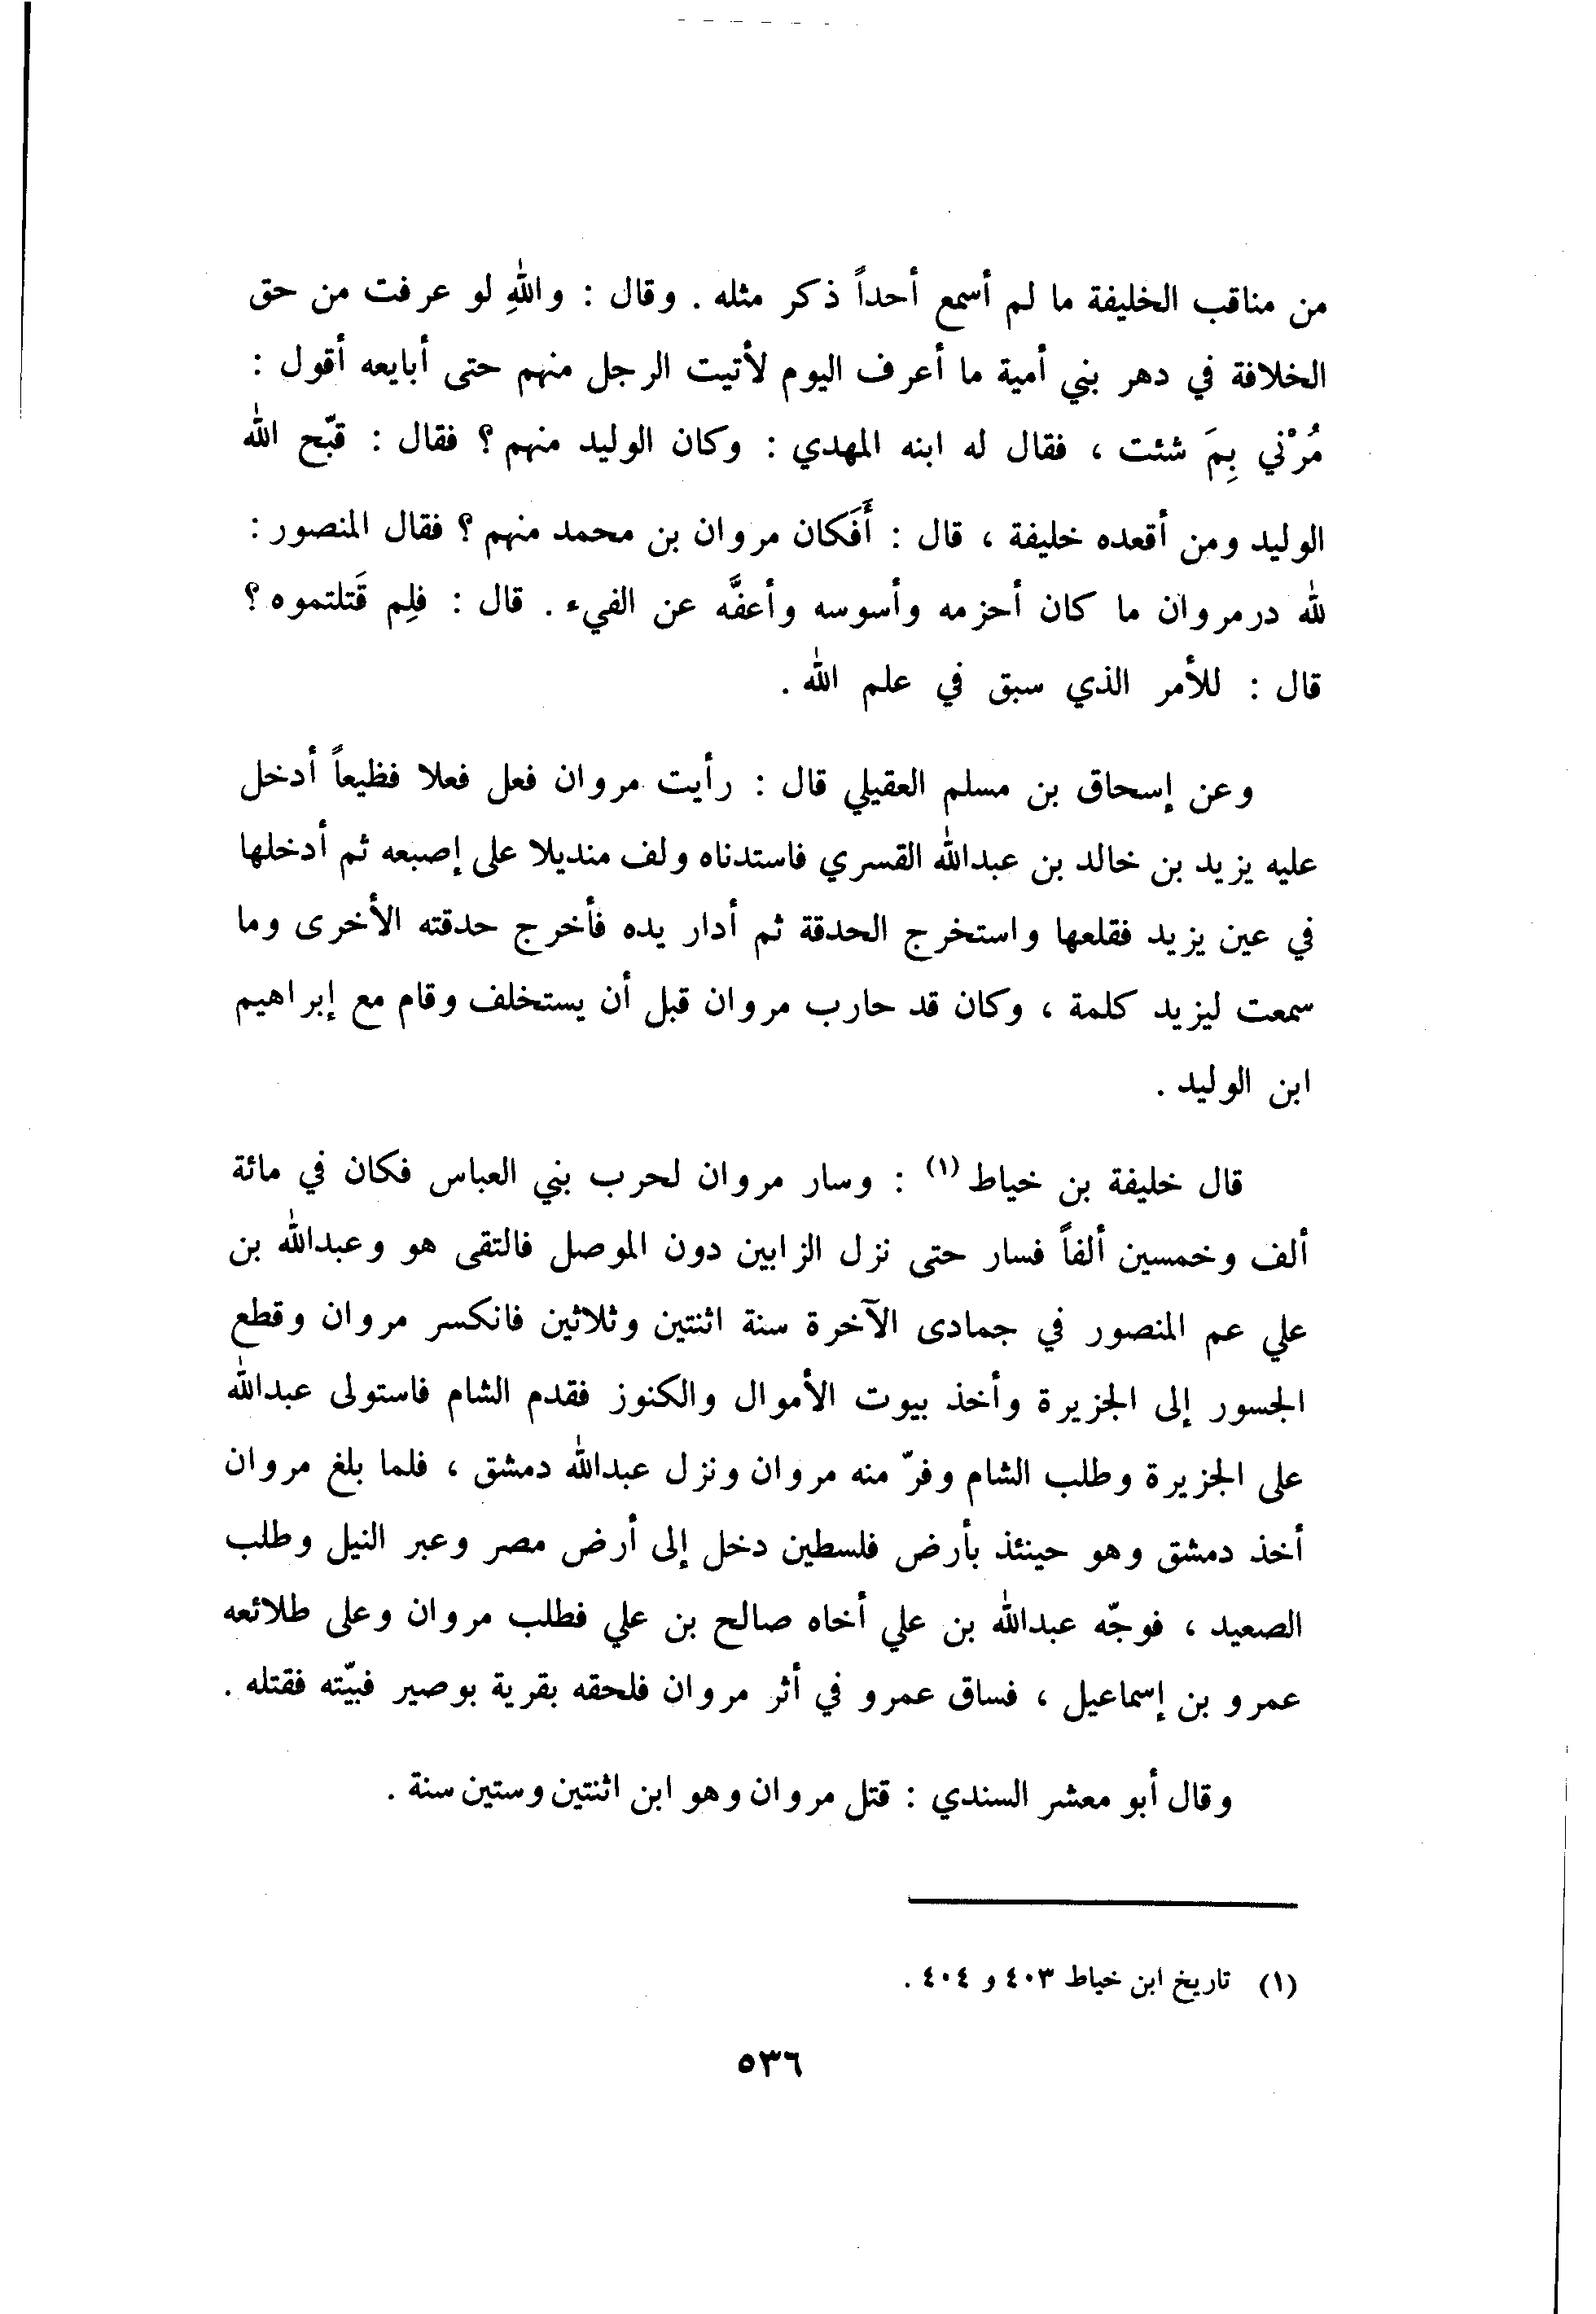 من مناقب الخليفة ما لم أسمع أحداً ذكر مثله . وقال : واللهِ لو عرفت من حق
الخلافة في دهر بني أمية ما أعرف اليوم لأتيت الرجل منهم حتى أبايعه أقول :
مُرْني بِمَ شئت ، فقال له ابنه المهدي : وكان الوليد منهم ؟ فقال : قبّح الله
الوليد ومن أقعده خليفة ، قال : أَفَكان مروان بن محمد منهم ؟ فقال المنصور :
لله در مروان ما كان أحزمه وأسوسه وأعفَّه عن الفيء . قال : فلِم قَتلتموه ؟
قال : للأمر الذي سبق في علم الله .
وعن إسحاق بن مسلم العقيلي قال : رأيت مروان فعل فعلا فظيعاً أدخل
عليه يزيد بن خالد بن عبدالله القسري فاستدناه ولف منديلا على إصبعه ثم أدخلها
في عين يزيد فقلعها واستخرج الحدقة ثم أدار يده فأخرج حدقته الأخرى وما
سمعت ليزيد كلمة ، وكان قد حارب مروان قبل أن يستخلف وقام مع إبراهيم
ابن الوليد .
قال خليفة بن خياط (١) : وسار مروان لحرب بني العباس فكان في مائة
ألف وخمسين ألفاً فسار حتى نزل الزابين دون الموصل فالتقى هو وعبدالله بن
علي عم المنصور في جمادى الآخرة سنة اثنتين وثلاثين فانكسر مروان وقطع
الجسور إلى الجزيرة وأخذ بيوت الأموال والكنوز فقدم الشام فاستولى عبدالله
على الجزيرة وطلب الشام وفرّ منه مروان ونزل عبدالله دمشق ، فلما بلغ مروان
أخذ دمشق وهو حينئذ بأرض فلسطين دخل إلى أرض مصر وعبر النيل وطلب
الصعيد ، فوجّه عبدالله بن علي أخاه صالح بن علي فطلب مروان وعلى طلائعه
عمرو بن إسماعيل ، فساق عمرو في أثر مروان فلحقه بقرية بوصير فبيّته فقتله .
وقال أبو معشر السندي : قتل مروان وهو ابن اثنتين وستين سنة .
(١) تاريخ ابن خياط ٤٠٣ و ٤٠٤ .
٥٣٦